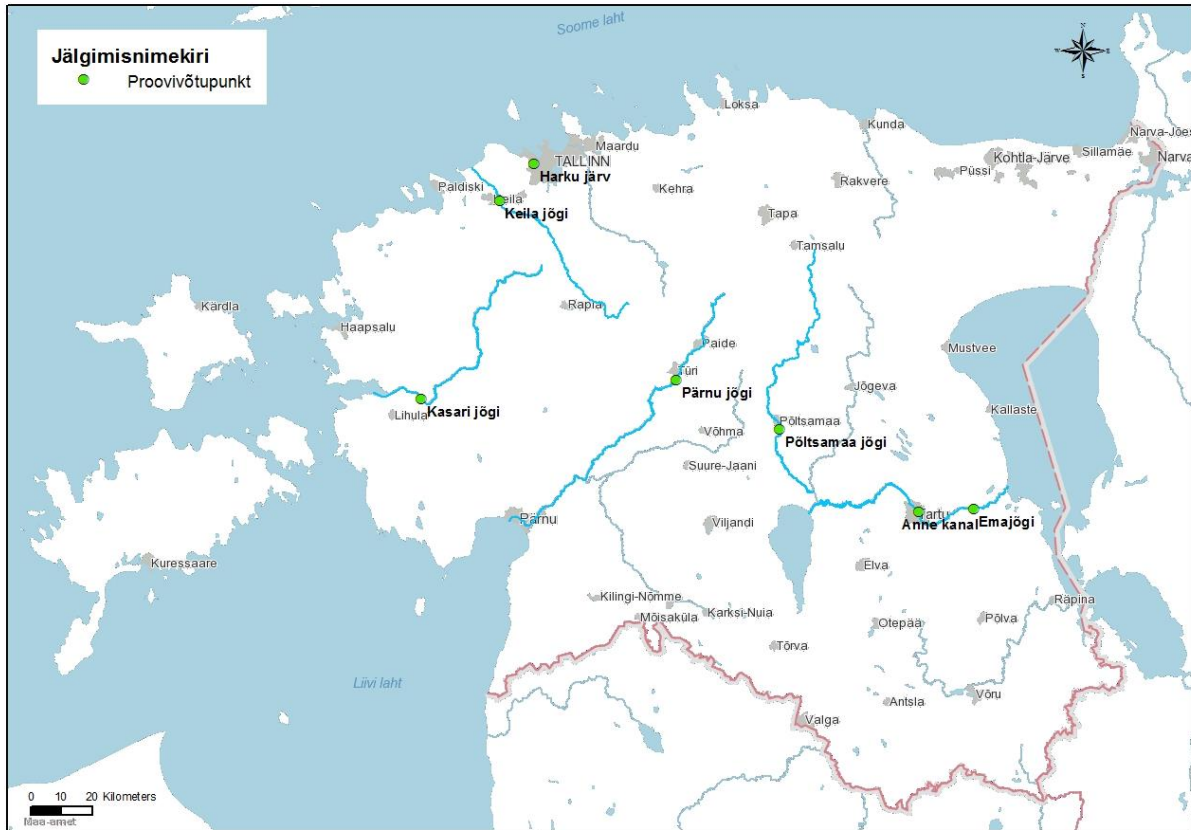 Soome laht
Jälgimisnimekiri
Proovivõtupunkt
N
E
S
Loksa
Kunda
Narva-Jões
Maardu
TALLINN
Harku järv
Kohtla-Järve
Sillamäe
Narva
Püssi
Paldiski
Keila
Keila jõgi
Kehra
Rakvere
Tapa
Tamsalu
Kärdla
Rapla
Haapsalu
Paide
Mustvee
Türi
Pärnu jõgi
Jõgeva
Kasari jõgi
Lihula
Kallaste
Põltsamaa
Põltsamaa jõgi
Võhma
Suure-Jaani
Pärnu
Viljandi
Tartu
Anne kanal
Emajõgi
Kuressaare
Elva
Kilingi-Nõmme
Mõisaküla
Karksi-Nuia
Räpina
Otepää
Põlva
Tõrva
Liivi laht
Antsla
Võru
Valga
0 10 20 Kilometers
Maa-amet